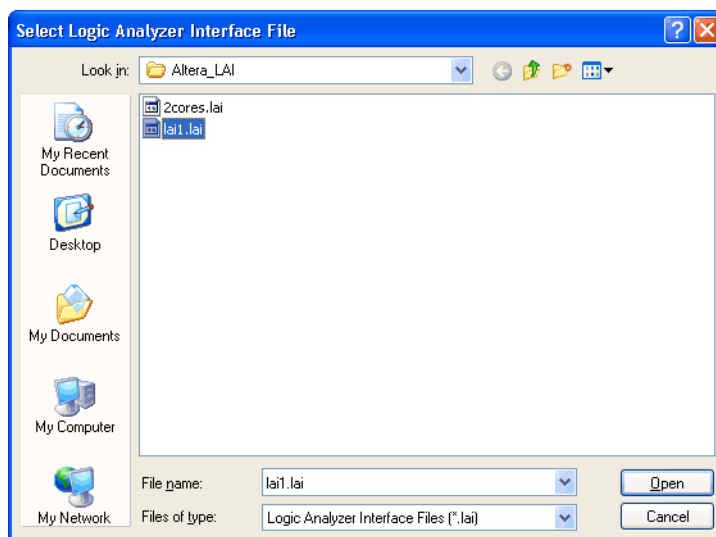 Select Logic Analyzer Interface File
Look in: Altera_LAI
2cores.lai
lai1.lai
My Recent
Documents
Desktop
My Documents
My Computer
My Network
File name: lai1.lai Open
Files of type: Logic Analyzer Interface Files (*.lai) Cancel